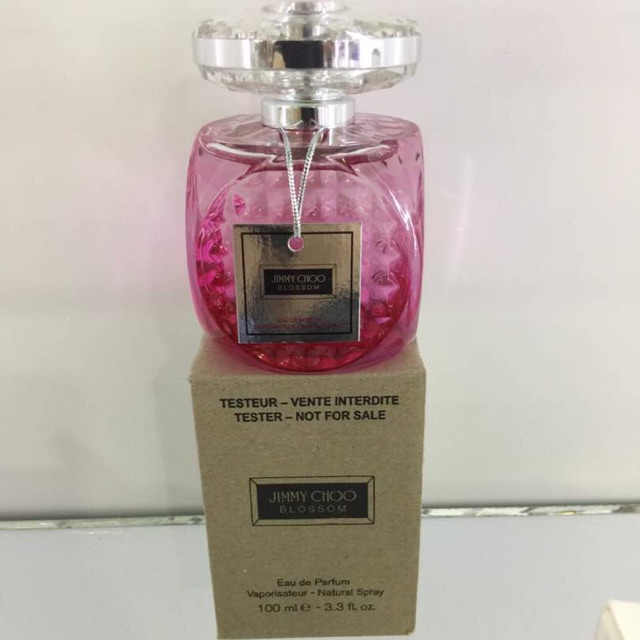 JIMMY CHOO
BLOSSOM
TESTEUR – VENTE INTERDITE
TESTER – NOT FOR SALE
JIMMY CHOO
BLOSSOM
Eau de Parfum
Vaporisateur - Natural Spray
100 ml ℮ - 3.3 fl. oz.